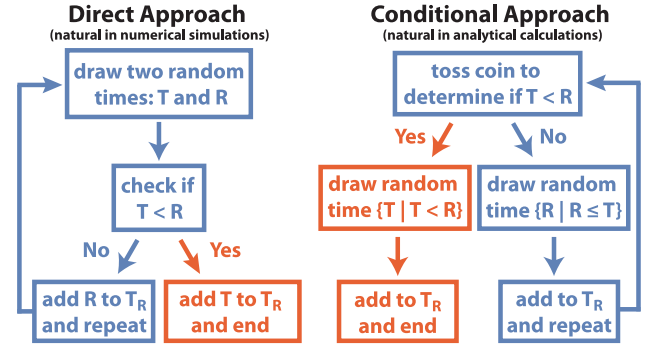 Direct Approach
(natural in numerical simulations)
draw two random
times: T and R
check if
T < R
No
Yes
add R to T_R
and repeat
add T to T_R
and end
Conditional Approach
(natural in analytical calculations)
toss coin to
determine if T < R
Yes
No
draw random
time {T | T < R}
draw random
time {R | R ≤ T}
add to T_R
and end
add to T_R
and repeat